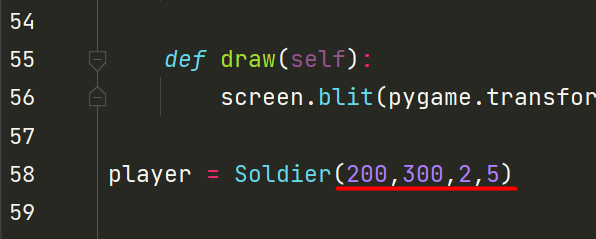 54
55 def draw(self):
56 screen.blit(pygame.transfor
57
58 player = Soldier(200,300,2,5)
59